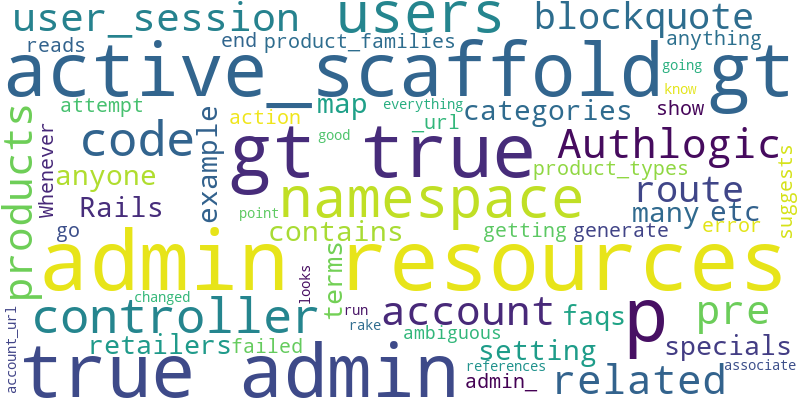 user_session users blockquote
reads end product_families anything
active_scaffold gt
going
know
attempt map everything categories show
products code action _url
good
Whenever example gt true Authlogic
anyone product_types suggests
Rails namespace route
go point many etc
contains getting generate error
admin resources
terms looks
changed
controller run account faqs pre
rake
account_url retailers failed ambiguous setting specials
true admin references associate
admin_ related
p